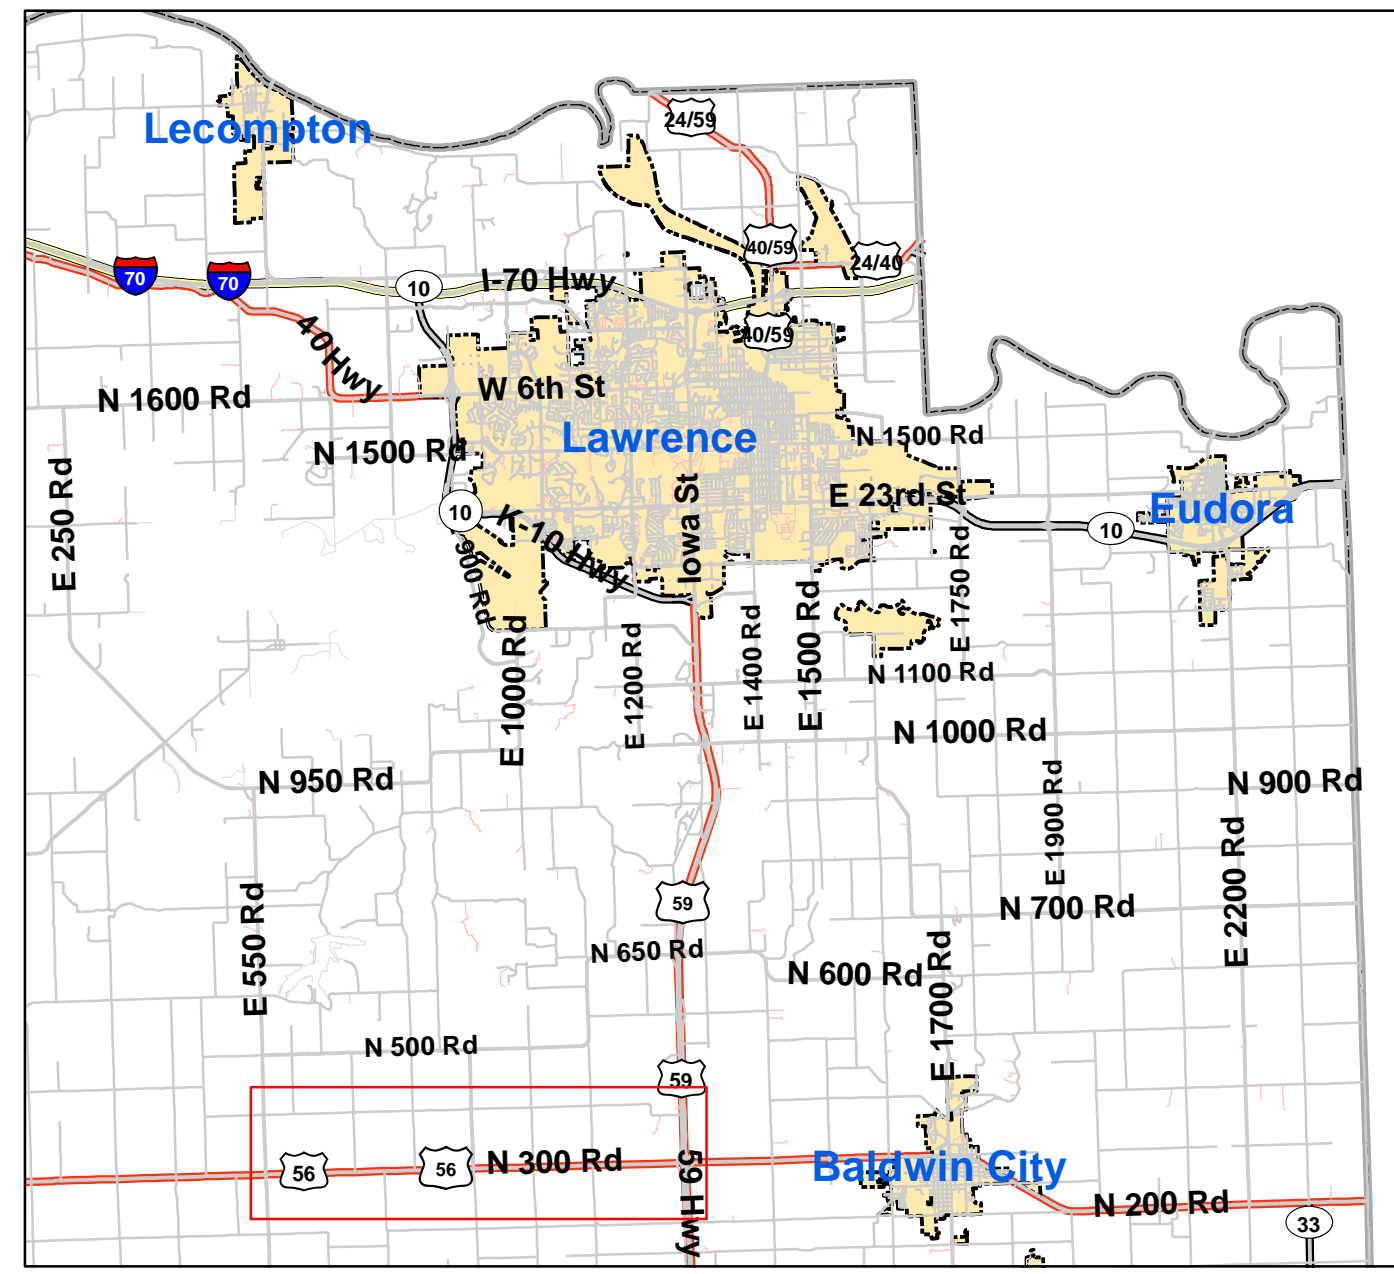 24/59
Lecompton
40/59
24/40
70
70
10
I-70 Hwy
40/59
40 Hwy
W 6th St
N 1600 Rd
N 1500 Rd
Lawrence
N 1500 Rd
E 250 Rd
Iowa St
E 23rd St
Eudora
10
10
K-10 Hwy
900 Rd
E 1750 Rd
E 1000 Rd
E 1200 Rd
E 1400 Rd
E 1500 Rd
N 1100 Rd
N 1000 Rd
N 950 Rd
N 900 Rd
E 1900 Rd
E 2200 Rd
59
N 700 Rd
E 550 Rd
N 650 Rd
N 600 Rd
E 1700 Rd
N 500 Rd
59
56
56
N 300 Rd
Baldwin City
59 Hwy
N 200 Rd
33